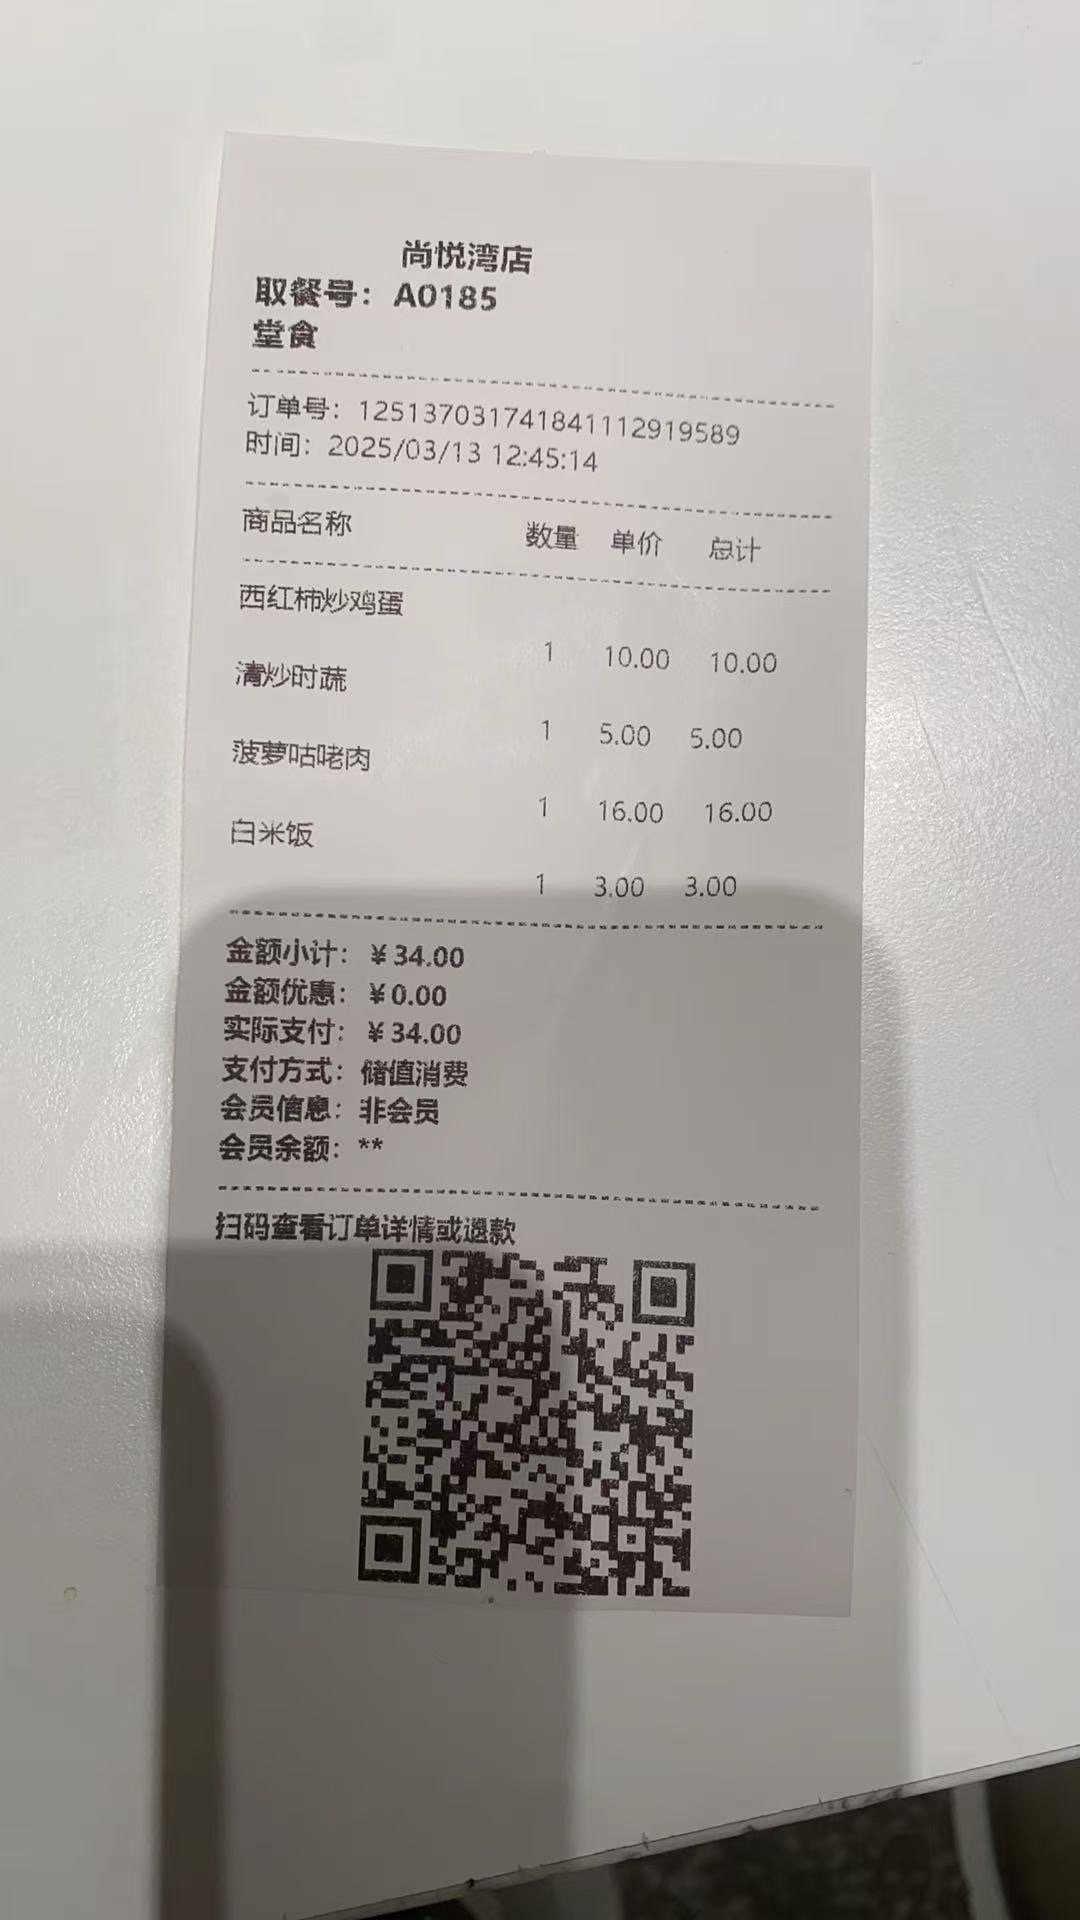 尚悦湾店
取餐号：A0185
堂食
订单号：1251370317418411112919589
时间：2025/03/13 12:45:14
商品名称 数量 单价 总计
西红柿炒鸡蛋
1 10.00 10.00
清炒时蔬
1 5.00 5.00
菠萝咕咾肉
1 16.00 16.00
白米饭
1 3.00 3.00
金额小计：￥34.00
金额优惠：￥0.00
实际支付：￥34.00
支付方式：储值消费
会员信息：非会员
会员余额：**
扫码查看订单详情或退款